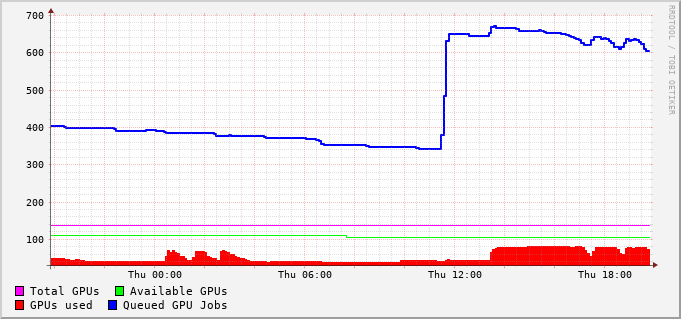 700
600
500
400
300
200
100
Thu 00:00 Thu 06:00 Thu 12:00 Thu 18:00
Total GPUs Available GPUs
GPUs used Queued GPU Jobs
RRDTOOL / TOBI OETIKER